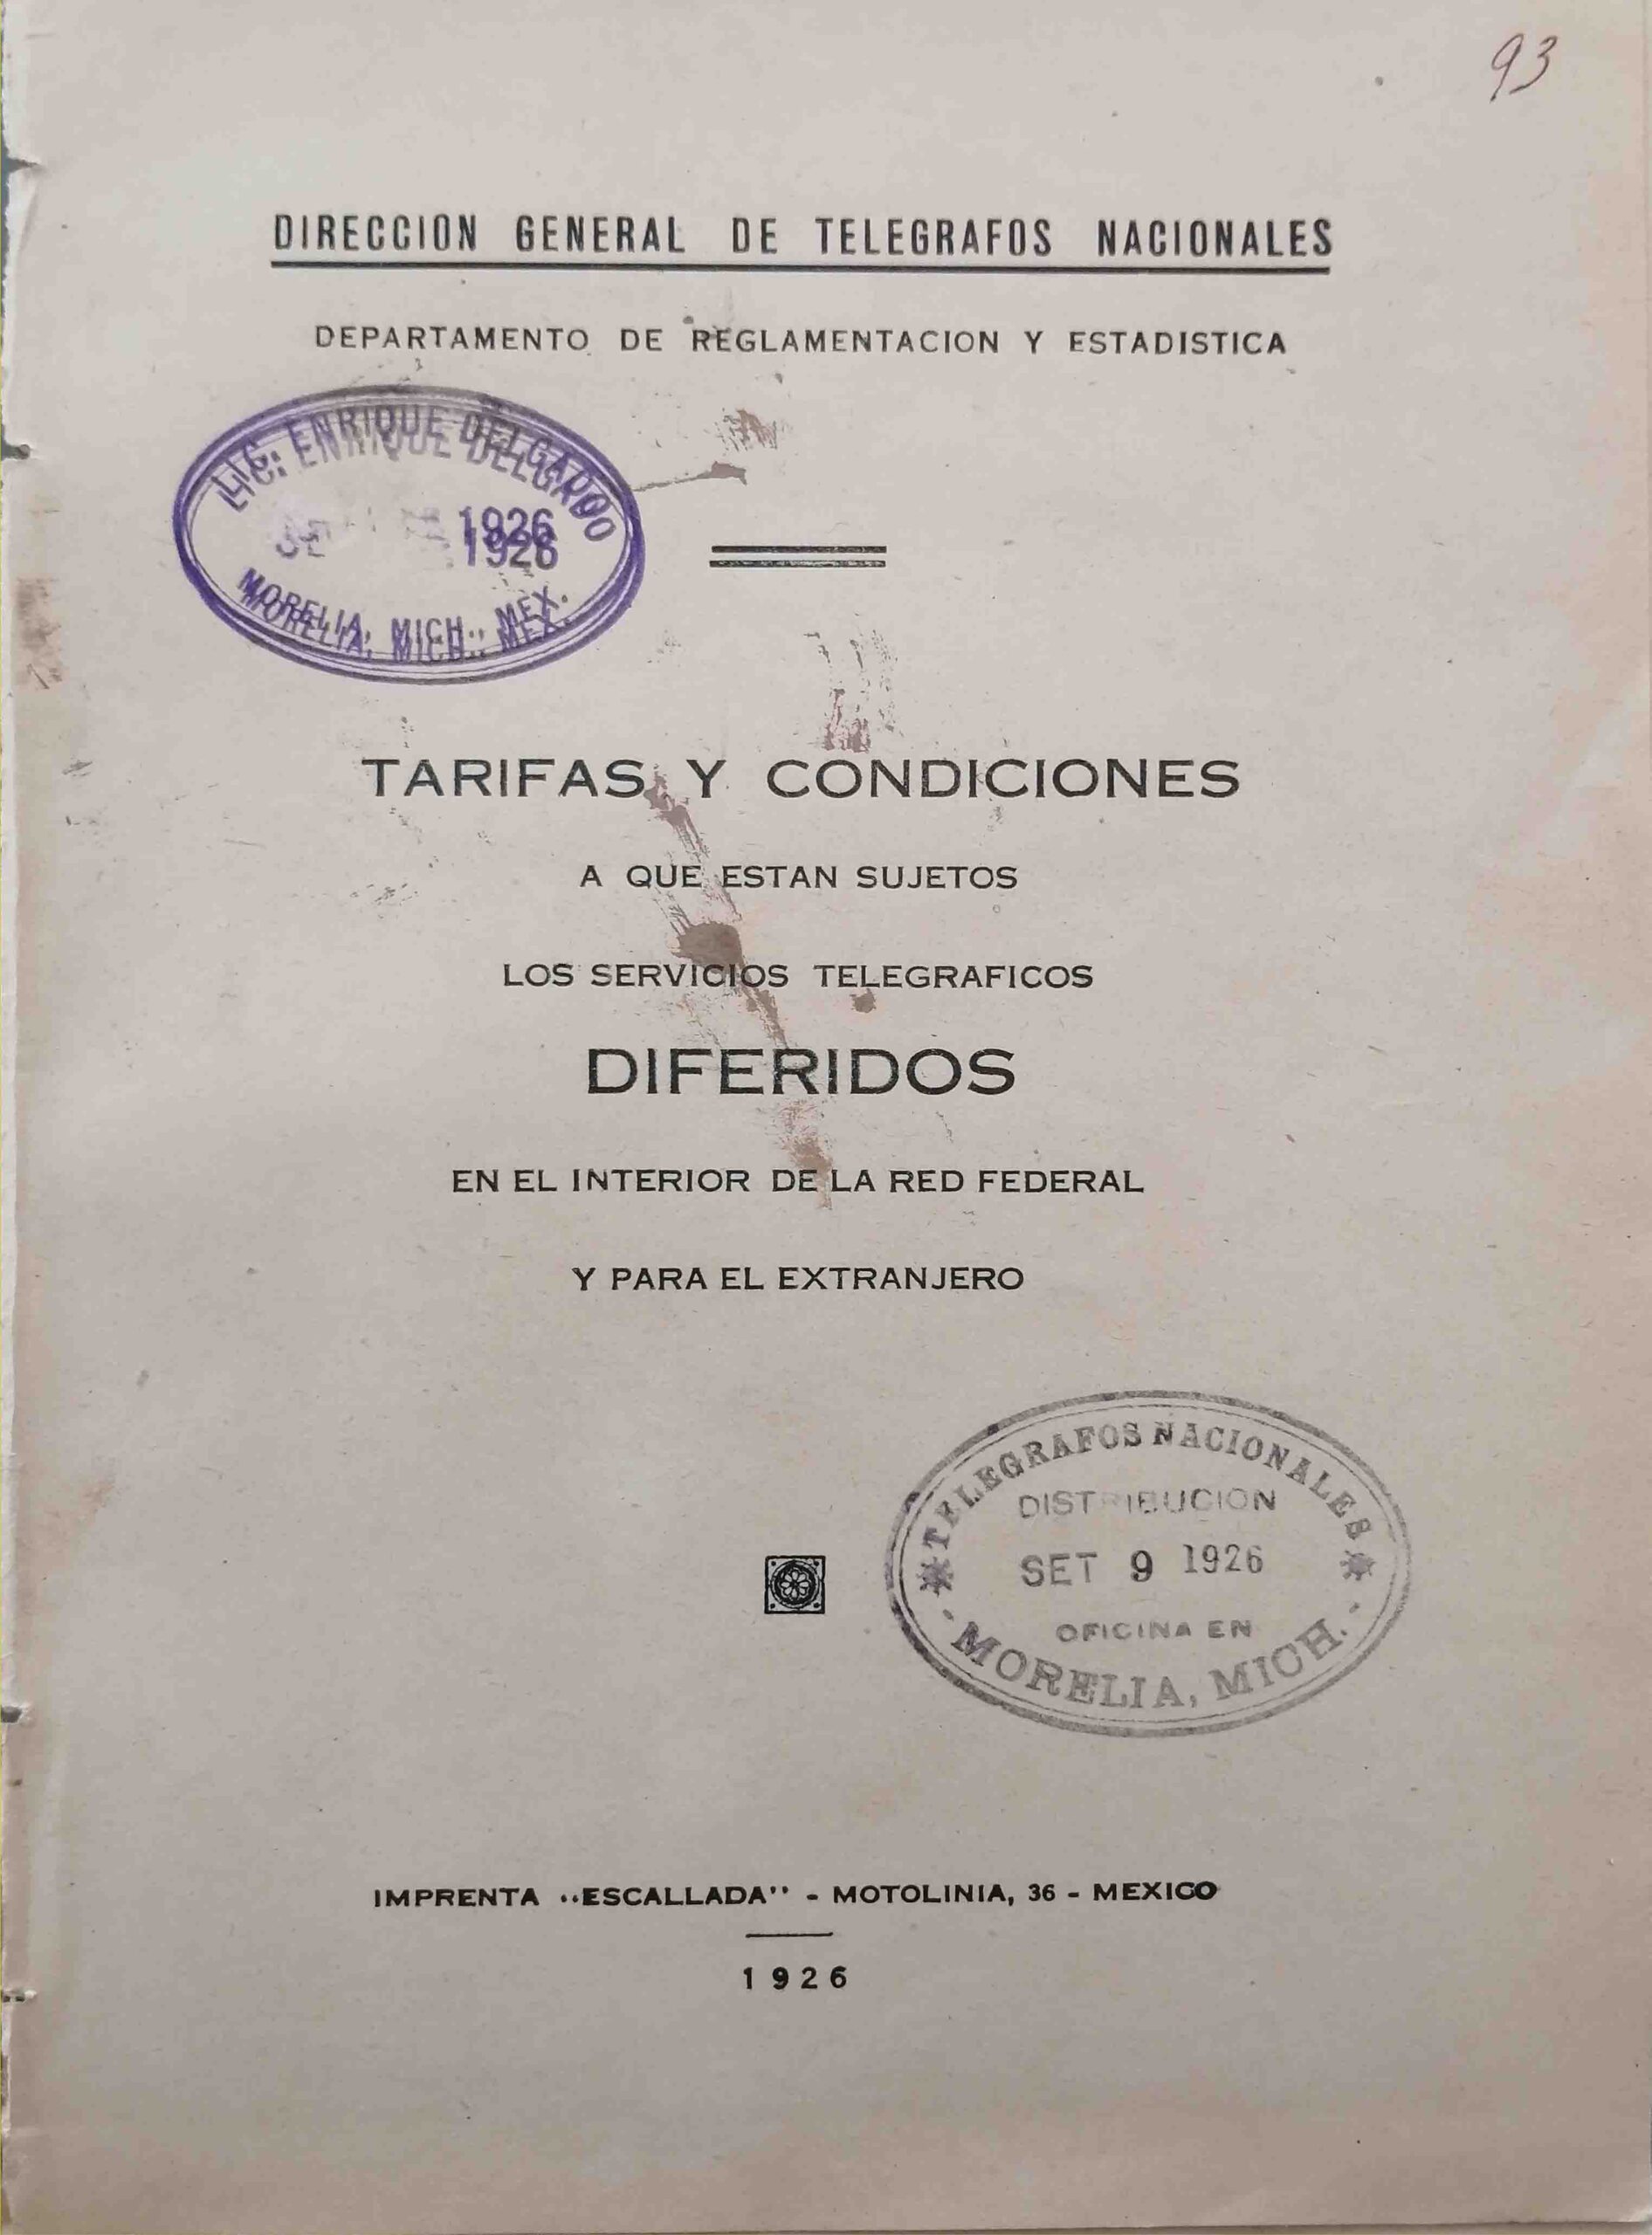 93
DIRECCION GENERAL DE TELEGRAFOS NACIONALES
DEPARTAMENTO DE REGLAMENTACION Y ESTADISTICA
LIC. ENRIQUE DELGADO
1926
MORELIA, MICH., MEX.
TARIFAS Y CONDICIONES
A QUE ESTAN SUJETOS
LOS SERVICIOS TELEGRAFICOS
DIFERIDOS
EN EL INTERIOR DE LA RED FEDERAL
Y PARA EL EXTRANJERO
TELEGRAFOS NACIONALES
DISTRIBUCION
SET 9 1926
OFICINA EN
- MORELIA, MICH. -
IMPRENTA "ESCALLADA" - MOTOLINIA, 36 - MEXICO
1926